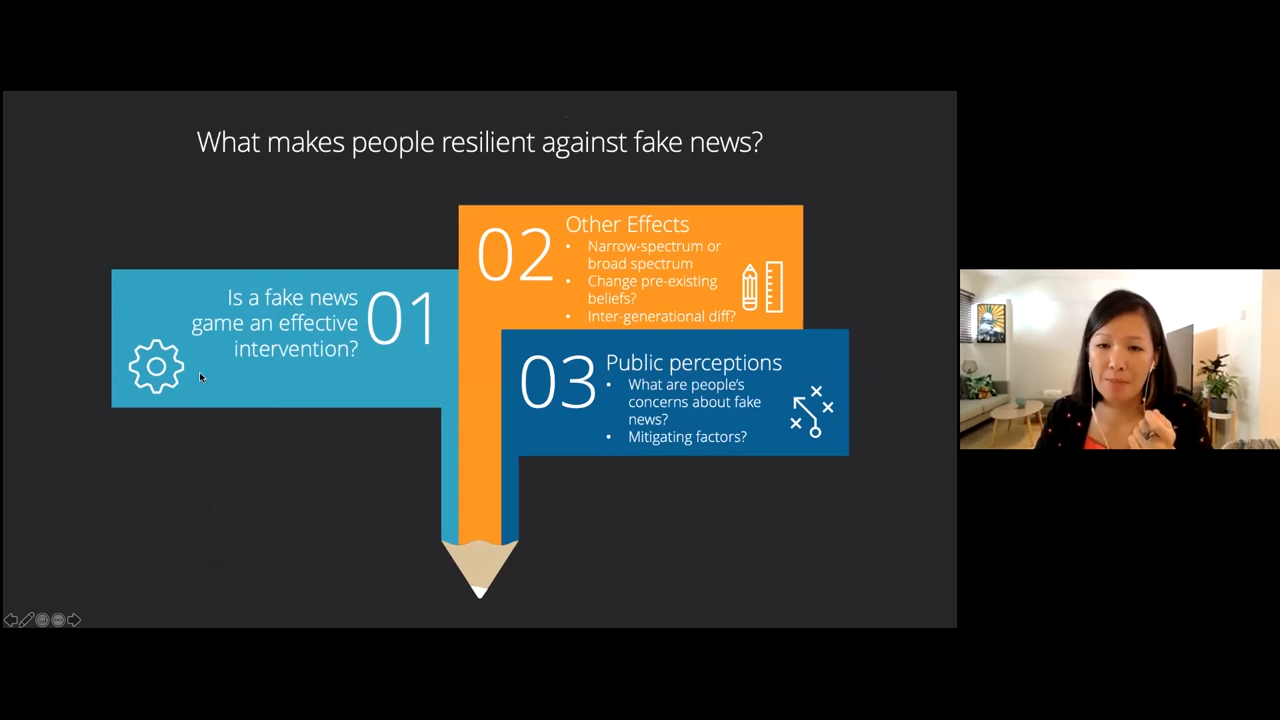 What makes people resilient against fake news?
Is a fake news
game an effective
intervention?
01
02
Other Effects
• Narrow-spectrum or
broad spectrum
• Change pre-existing
beliefs?
• Inter-generational diff?
03
Public perceptions
• What are people’s
concerns about fake
news?
• Mitigating factors?